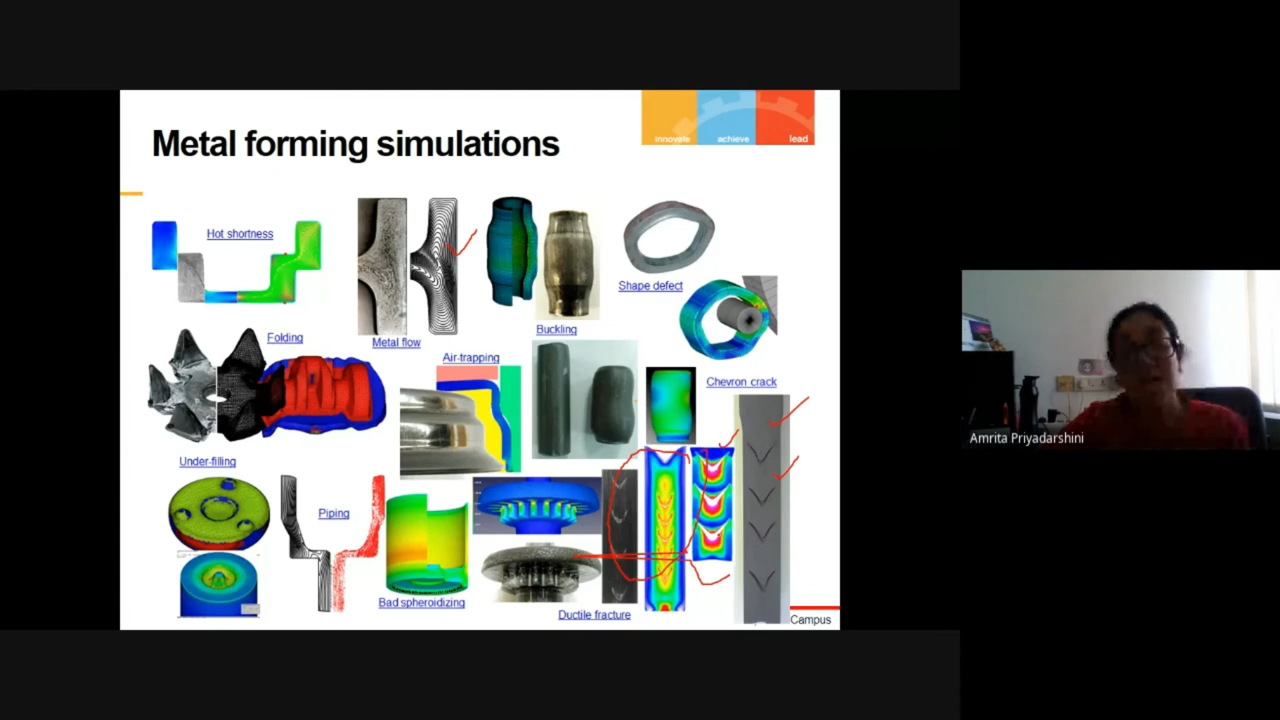 innovate achieve lead
Metal forming simulations
Hot shortness
Shape defect
Buckling
Folding
Metal flow
Air-trapping
Chevron crack
Amrita Priyadarshini
Under-filling
Piping
Bad spheroidizing
Ductile fracture
Campus